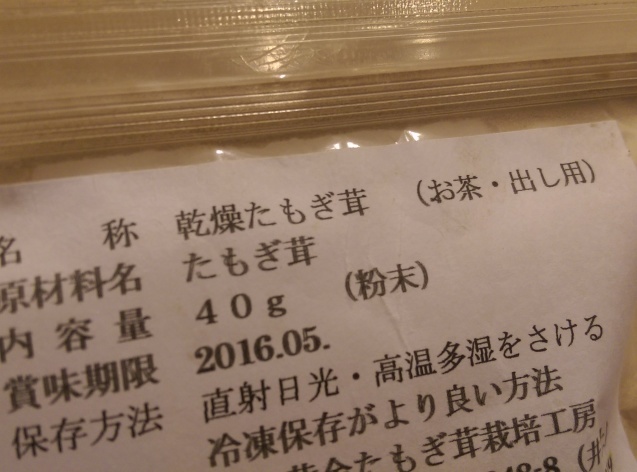 名 称 乾燥たもぎ茸 (お茶・出し用)
原材料名 たもぎ茸
内容量 40g (粉末)
賞味期限 2016.05.
保存方法 直射日光・高温多湿をさける
冷凍保存がより良い方法
たもぎ茸栽培工房